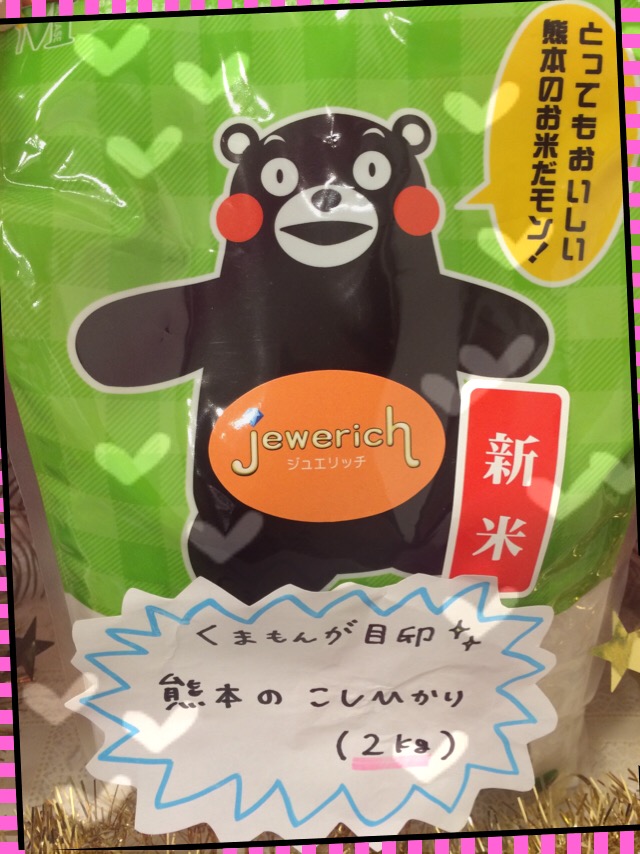 とってもおいしい
熊本のお米だモン!
jewerich
ジュエリッチ
新米
くまもんが目印
熊本の こしひかり
(2kg)